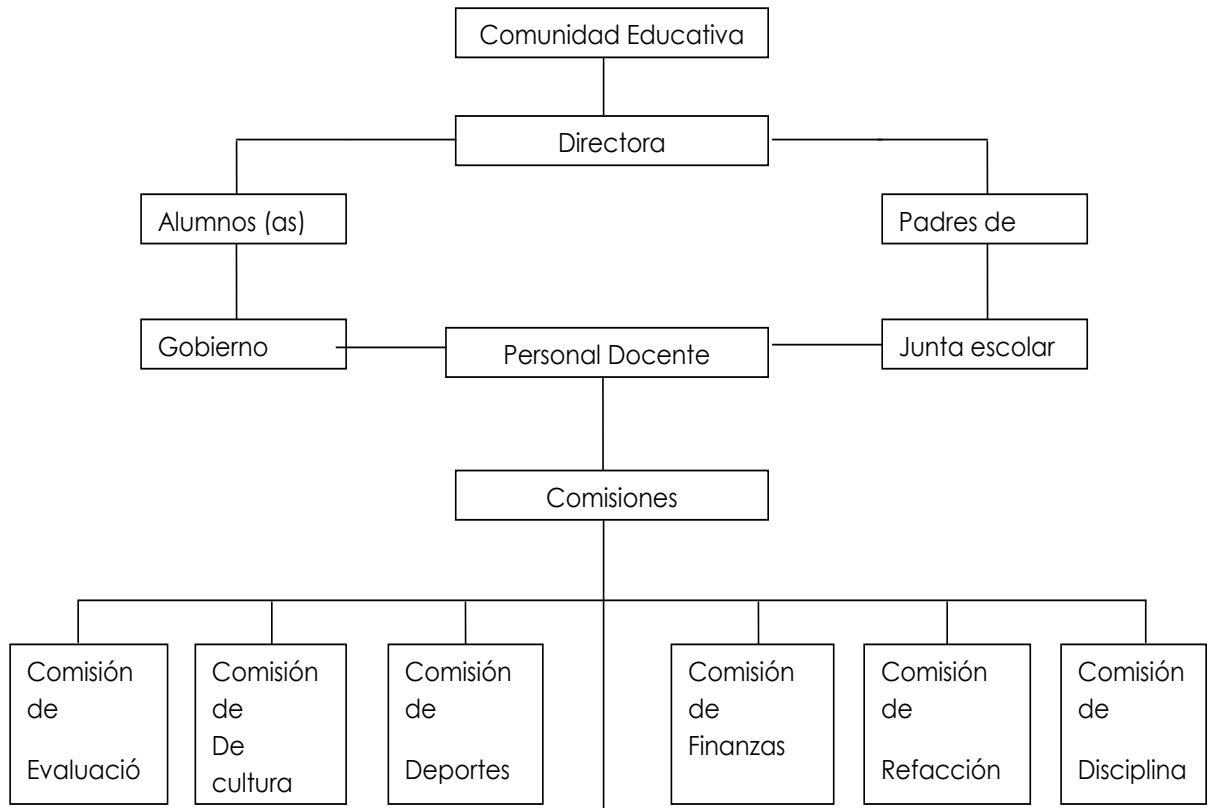 Comunidad Educativa
Directora
Alumnos (as)
Padres de
Gobierno
Personal Docente
Junta escolar
Comisiones
Comisión
de
Evaluació
Comisión
de
De
cultura
Comisión
de
Deportes
Comisión
de
Finanzas
Comisión
de
Refacción
Comisión
de
Disciplina